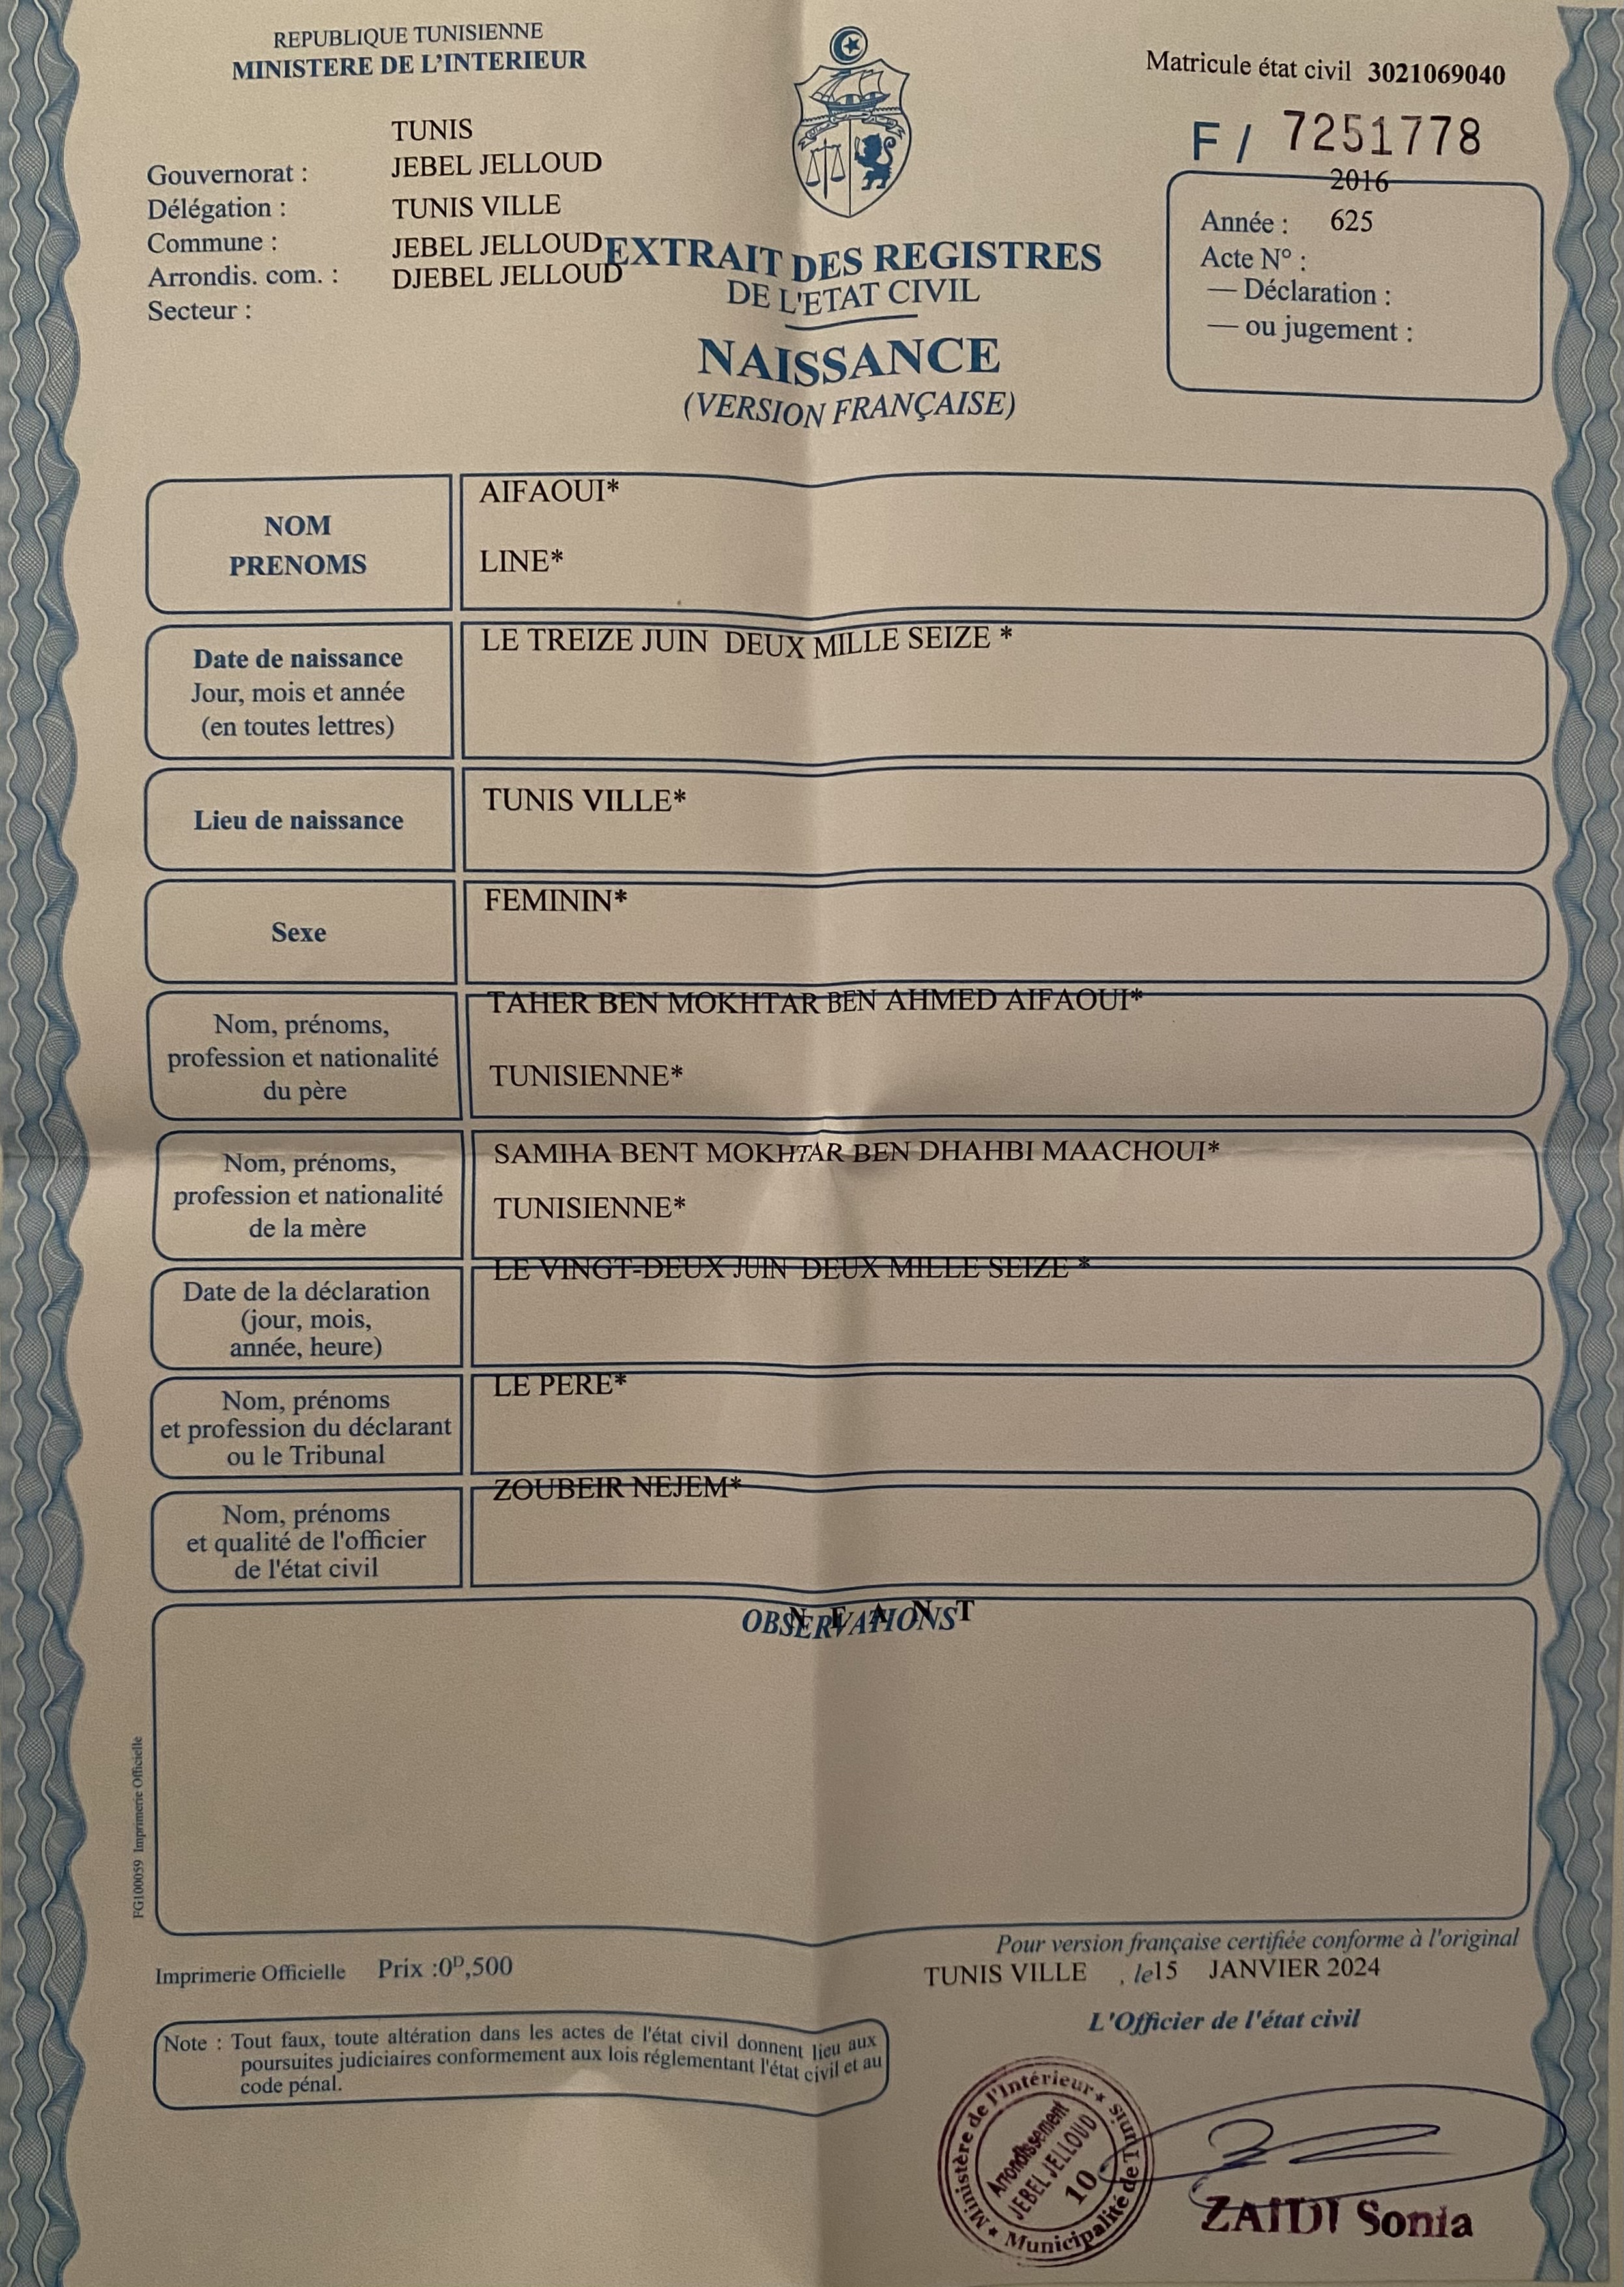 REPUBLIQUE TUNISIENNE
MINISTERE DE L'INTERIEUR
Matricule état civil 3021069040
F / 7251778
TUNIS
Gouvernorat : JEBEL JELLOUD
Délégation : TUNIS VILLE
Commune : JEBEL JELLOUD
Arrondis. com. : DJEBEL JELLOUD
Secteur :
2016
Année : 625
Acte N° :
— Déclaration :
— ou jugement :
EXTRAIT DES REGISTRES
DE L'ETAT CIVIL
NAISSANCE
(VERSION FRANÇAISE)
NOM
PRENOMS
AIFAOUI*
LINE*
Date de naissance
Jour, mois et année
(en toutes lettres)
LE TREIZE JUIN DEUX MILLE SEIZE *
Lieu de naissance
TUNIS VILLE*
Sexe
FEMININ*
Nom, prénoms,
profession et nationalité
du père
TAHER BEN MOKHTAR BEN AHMED AIFAOUI*
TUNISIENNE*
Nom, prénoms,
profession et nationalité
de la mère
SAMIHA BENT MOKHTAR BEN DHAHBI MAACHOUI*
TUNISIENNE*
Date de la déclaration
(jour, mois,
année, heure)
LE VINGT-DEUX JUIN DEUX MILLE SEIZE *
Nom, prénoms
et profession du déclarant
ou le Tribunal
LE PERE*
Nom, prénoms
et qualité de l'officier
de l'état civil
ZOUBEIR NEJEM*
OBSERVATIONS
N E A N T
FG100059 Imprimerie Officielle
Imprimerie Officielle Prix :0ᴰ,500
Pour version française certifiée conforme à l'original
TUNIS VILLE , le 15 JANVIER 2024
L'Officier de l'état civil
Note : Tout faux, toute altération dans les actes de l'état civil donnent lieu aux
poursuites judiciaires conformement aux lois réglementant l'état civil et au
code pénal.
Ministère de l'Intérieur * Municipalité de Tunis *
Arrondissement
JEBEL JELLOUD
10
ZAIDI Sonia